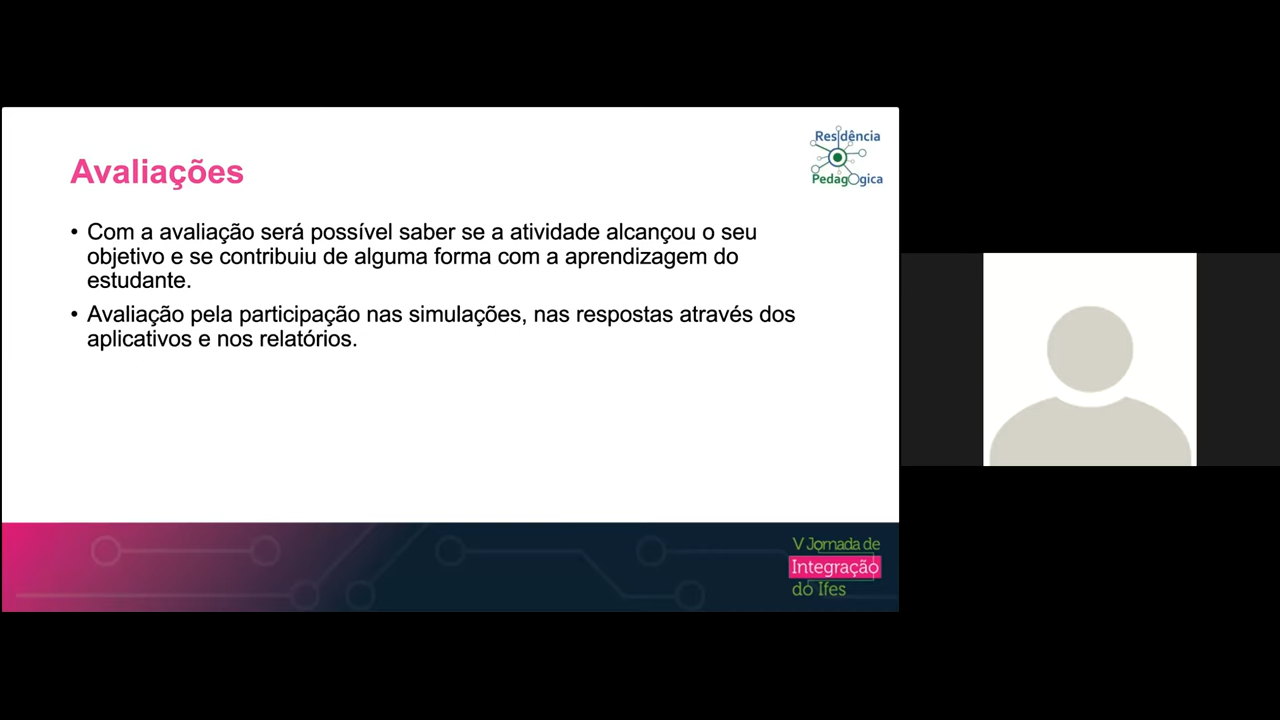 Residência
PedagÓgica
Avaliações
• Com a avaliação será possível saber se a atividade alcançou o seu
objetivo e se contribuiu de alguma forma com a aprendizagem do
estudante.
• Avaliação pela participação nas simulações, nas respostas através dos
aplicativos e nos relatórios.
V Jornada de
Integração
do Ifes